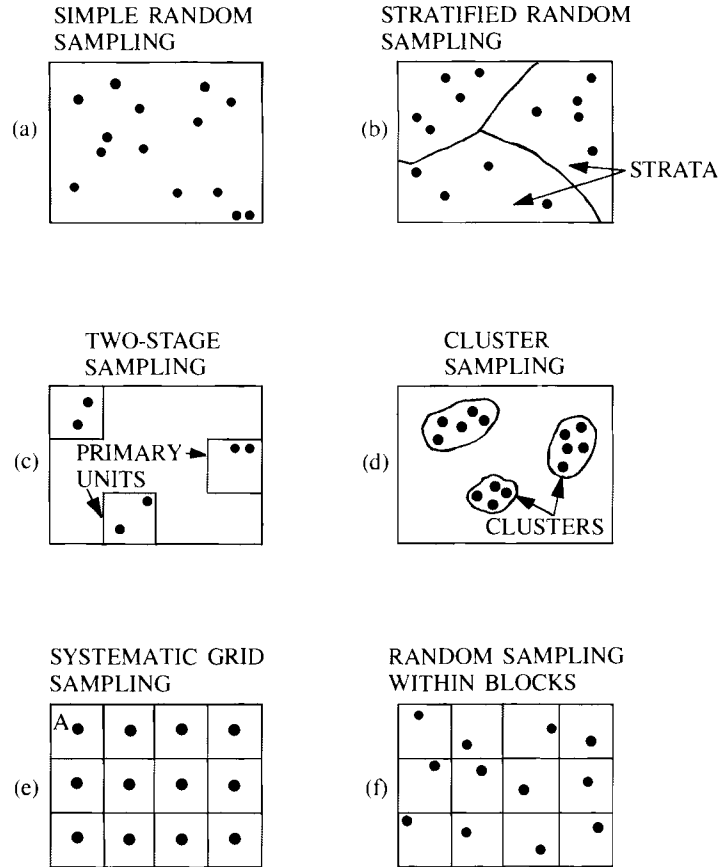 SIMPLE RANDOM
SAMPLING
(a)
STRATIFIED RANDOM
SAMPLING
(b)
STRATA
TWO-STAGE
SAMPLING
(c)
PRIMARY
UNITS
CLUSTER
SAMPLING
(d)
CLUSTERS
SYSTEMATIC GRID
SAMPLING
A
(e)
RANDOM SAMPLING
WITHIN BLOCKS
(f)